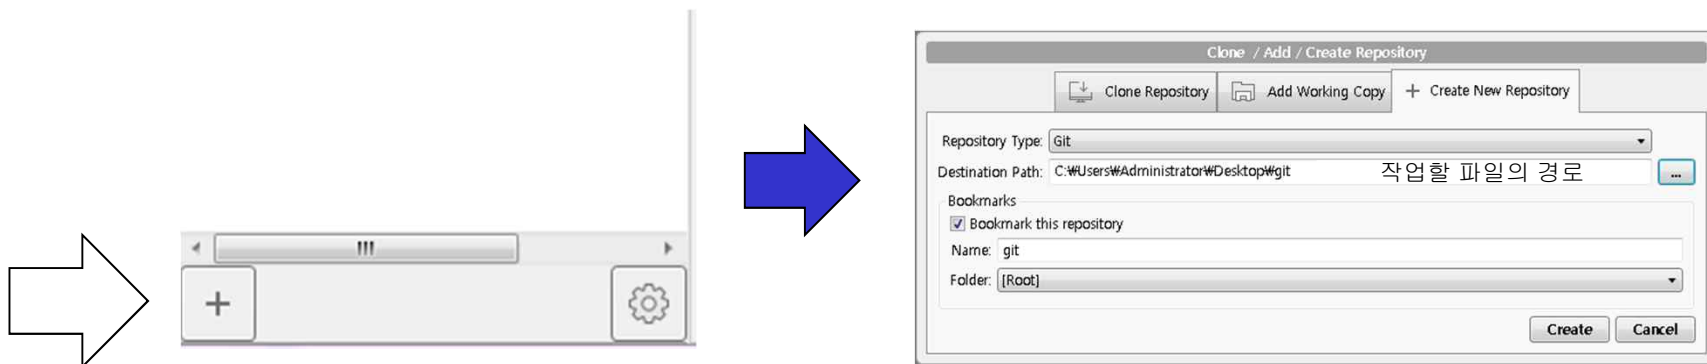 Clone / Add / Create Repository
Clone Repository Add Working Copy + Create New Repository
Repository Type: Git
Destination Path: C:₩Users₩Administrator₩Desktop₩git 작업할 파일의 경로 ...
Bookmarks
Bookmark this repository
Name: git
Folder: [Root]
+
Create Cancel